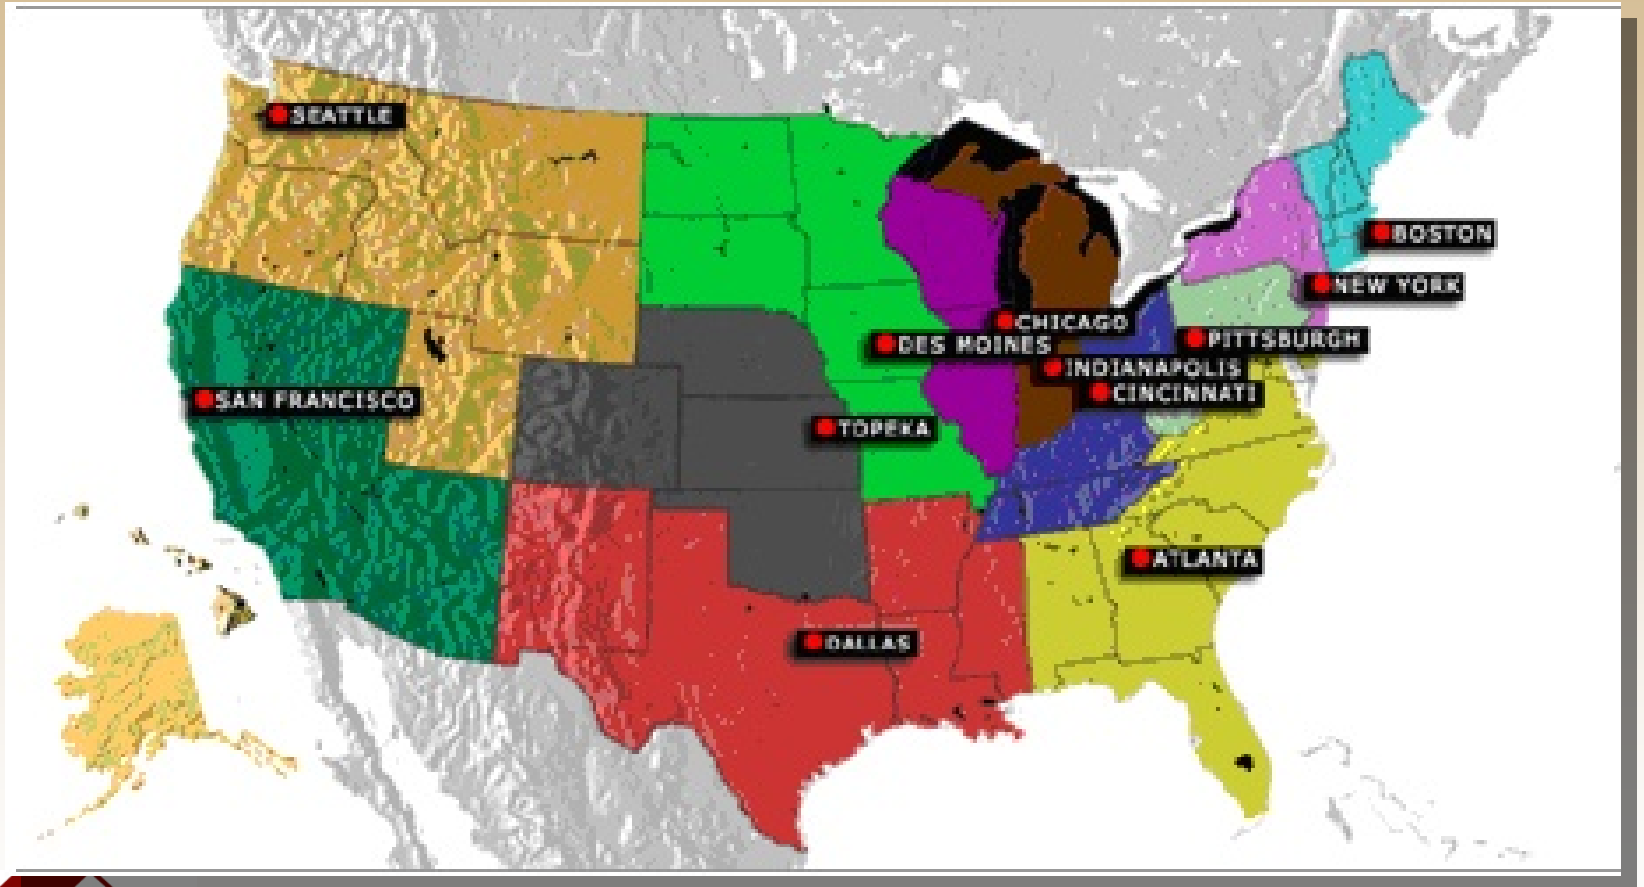 SEATTLE
BOSTON
NEW YORK
CHICAGO
PITTSBURGH
DES MOINES
INDIANAPOLIS
CINCINNATI
SAN FRANCISCO
TOPEKA
ATLANTA
DALLAS